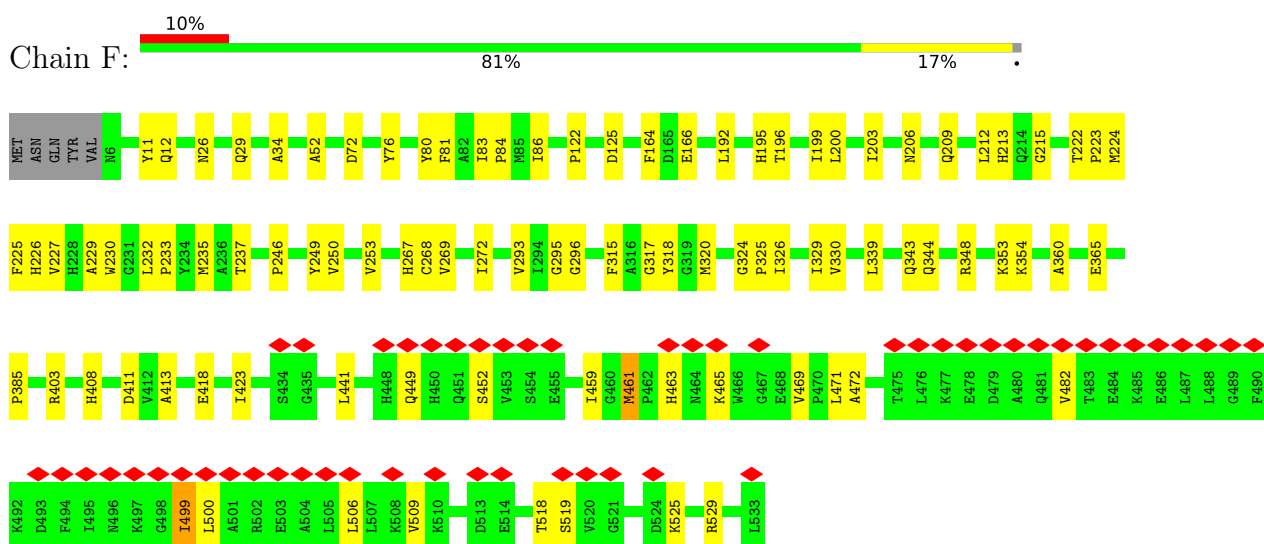 10%
Chain F:
81% 17% •
MET ASN GLN TYR VAL N6 Y11 Q12 N26 Q29 A34 A52 D72 Y76 Y80 F81 A82 I83 P84 M85 I86 P122 D125 F164 D165 E166 L192 H195 T196 I199 L200 I203 N206 Q209 L212 H213 Q214 G215 T222 P223 M224
F225 H226 V227 H228 A229 W230 G231 L232 P233 Y234 M235 A236 T237 P246 Y249 V250 V253 H267 C268 V269 I272 V293 I294 G295 G296 F315 A316 G317 Y318 G319 M320 G324 P325 I326 I329 V330 L339 Q343 Q344 R348 K353 K354 A360 E365
P385 R403 H408 D411 V412 A413 E418 I423 S434 G435 L441 H448 Q449 H450 Q451 S452 V453 S454 E455 I459 G460 M461 P462 H463 N464 K465 W466 G467 E468 V469 P470 L471 A472 T475 L476 K477 E478 D479 A480 Q481 V482 T483 E484 K485 E486 L487 L488 G489 F490
K492 D493 F494 I495 N496 K497 G498 I499 L500 A501 R502 E503 A504 L505 L506 L507 K508 V509 K510 D513 E514 T518 S519 V520 G521 D524 K525 R529 L533